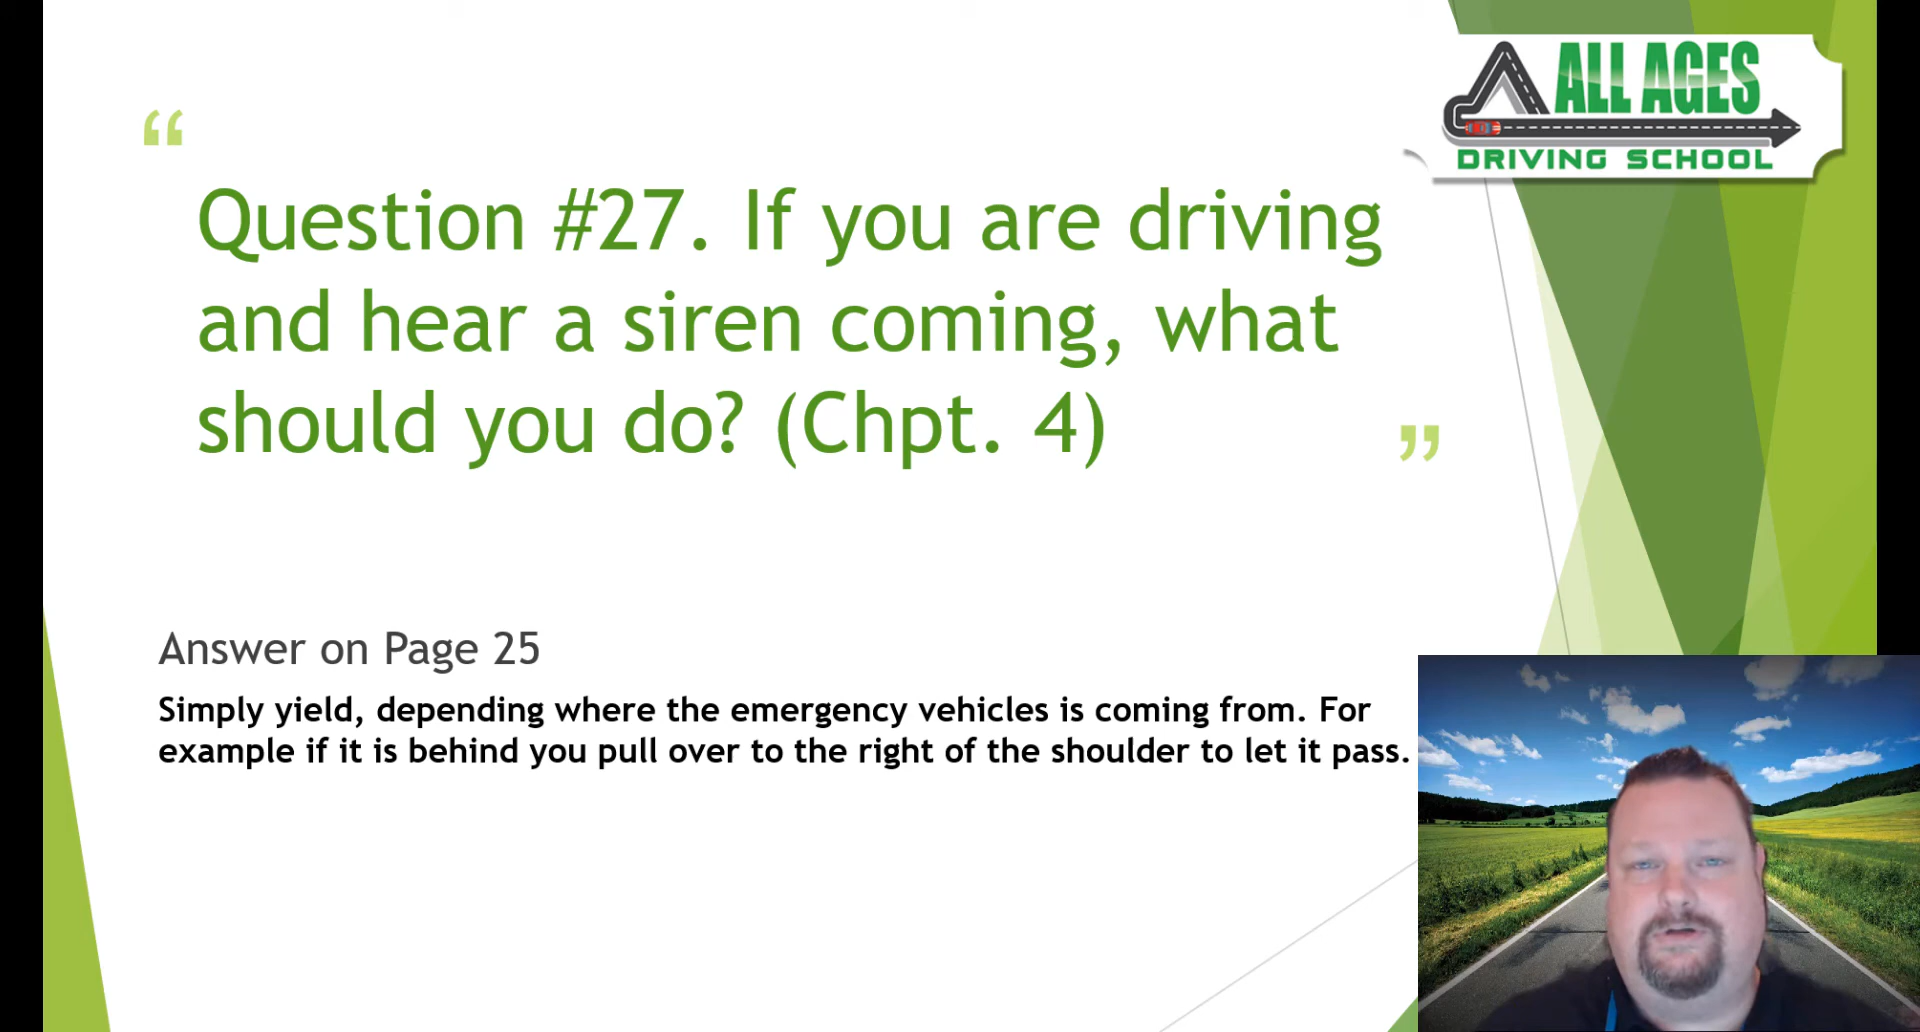 ALL AGES
DRIVING SCHOOL
“
Question #27. If you are driving
and hear a siren coming, what
should you do? (Chpt. 4)
”
Answer on Page 25
Simply yield, depending where the emergency vehicles is coming from. For
example if it is behind you pull over to the right of the shoulder to let it pass.